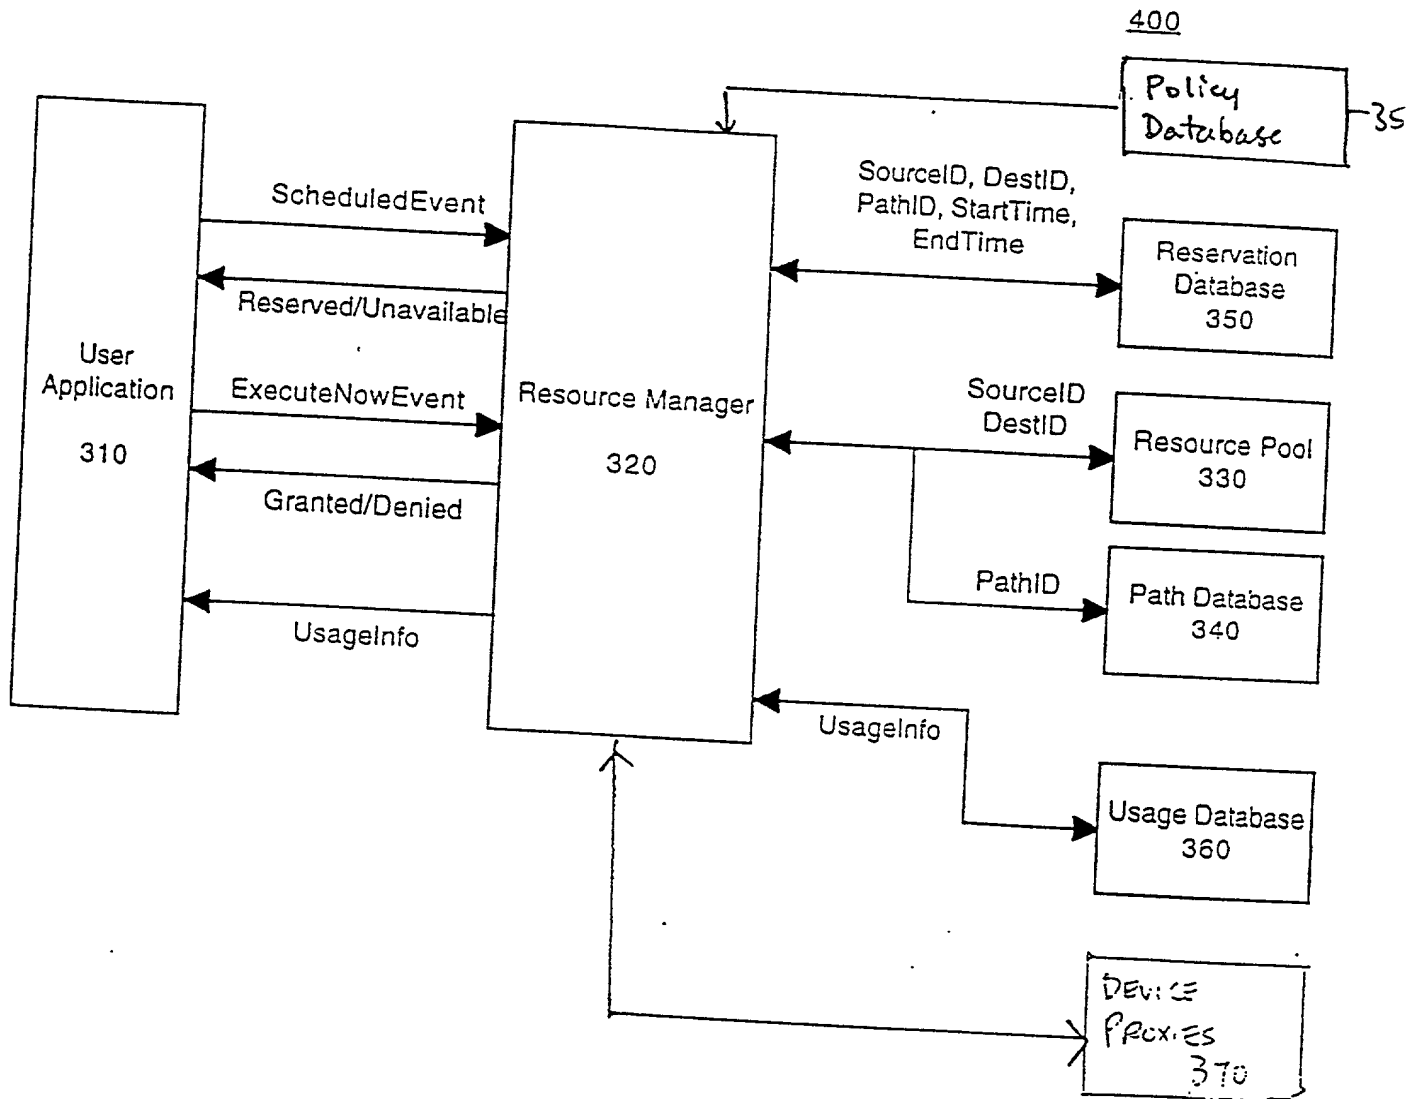 400
Policy
Database
35
ScheduledEvent
SourceID, DestID,
PathID, StartTime,
EndTime
Reservation
Database
350
Reserved/Unavailable
User
Application
310
ExecuteNowEvent
Resource Manager
320
SourceID
DestID
Resource Pool
330
Granted/Denied
PathID
Path Database
340
UsageInfo
UsageInfo
Usage Database
360
DEVICE
PROXIES
370